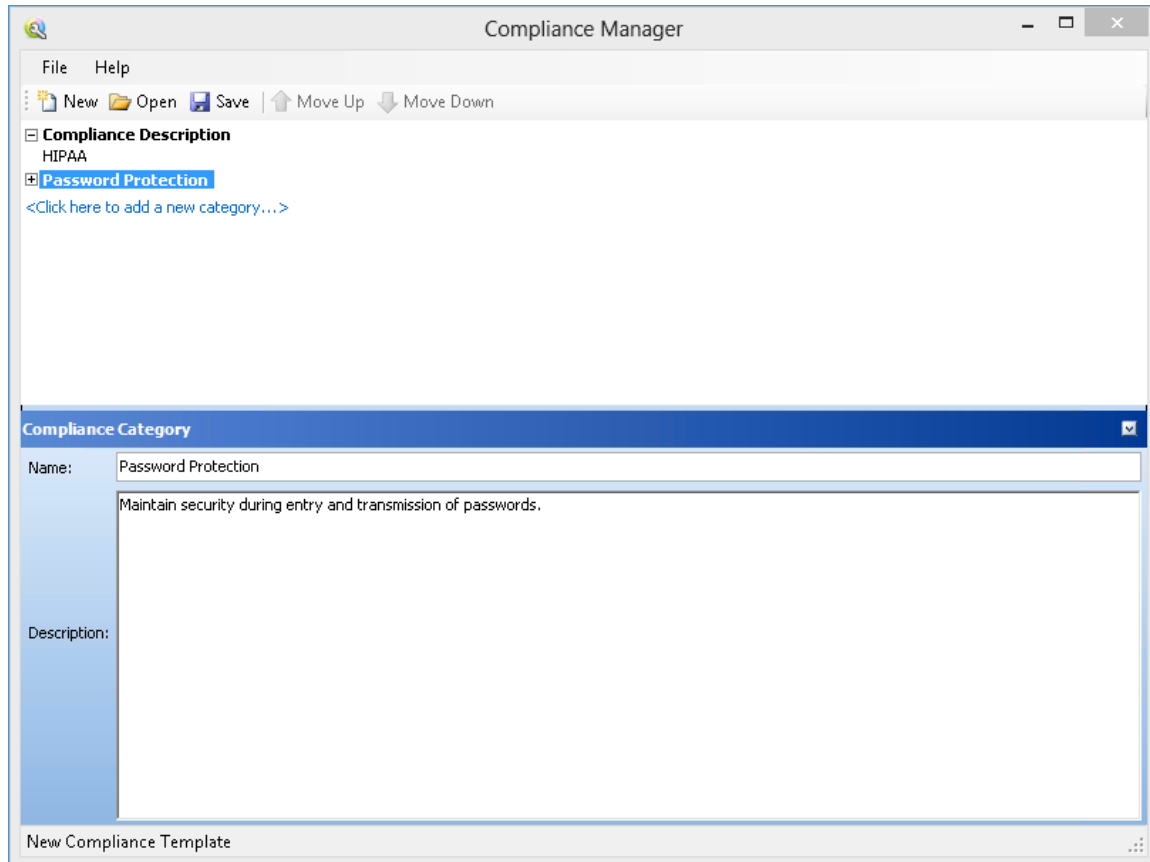 Compliance Manager
File Help
New Open Save Move Up Move Down
Compliance Description
HIPAA
Password Protection
<Click here to add a new category...>
Compliance Category
Name: Password Protection
Maintain security during entry and transmission of passwords.
Description:
New Compliance Template